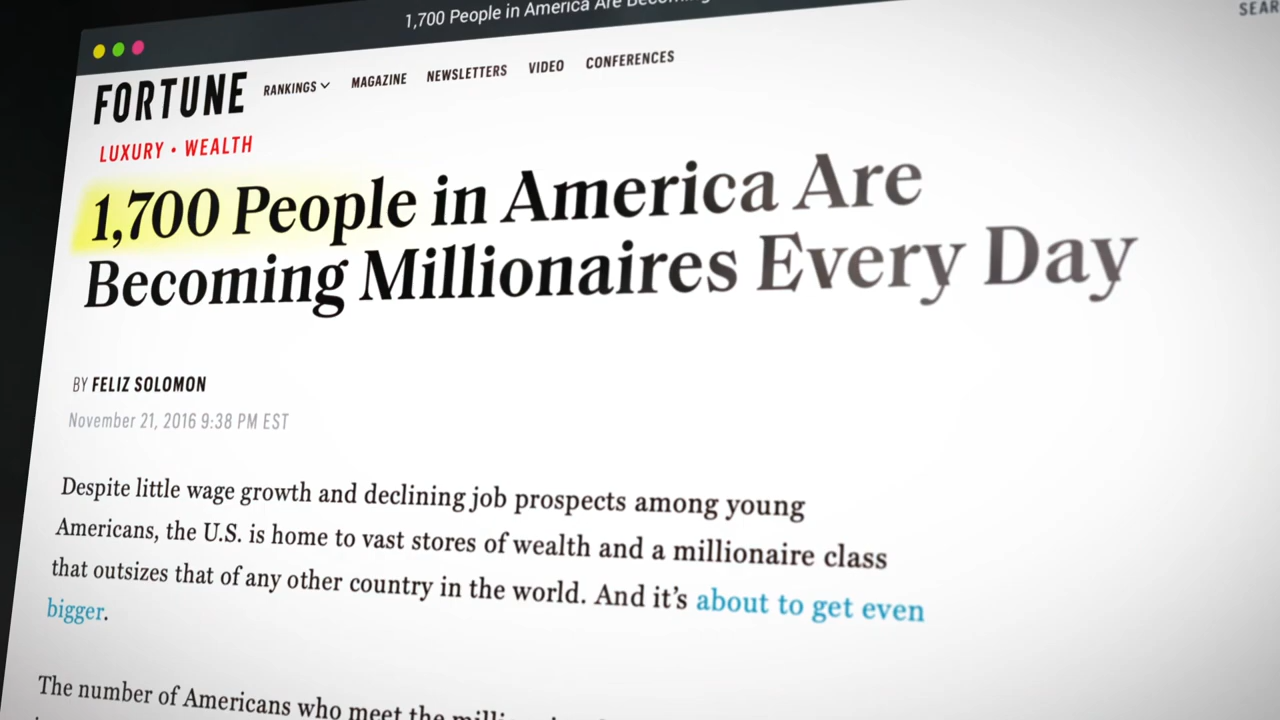 1,700 People in America Are
SEAR
FORTUNE RANKINGS MAGAZINE NEWSLETTERS VIDEO CONFERENCES
LUXURY • WEALTH
1,700 People in America Are
Becoming Millionaires Every Day
BY FELIZ SOLOMON
November 21, 2016 9:38 PM EST
Despite little wage growth and declining job prospects among young
Americans, the U.S. is home to vast stores of wealth and a millionaire class
that outsizes that of any other country in the world. And it's about to get even
bigger.
The number of Americans who meet the